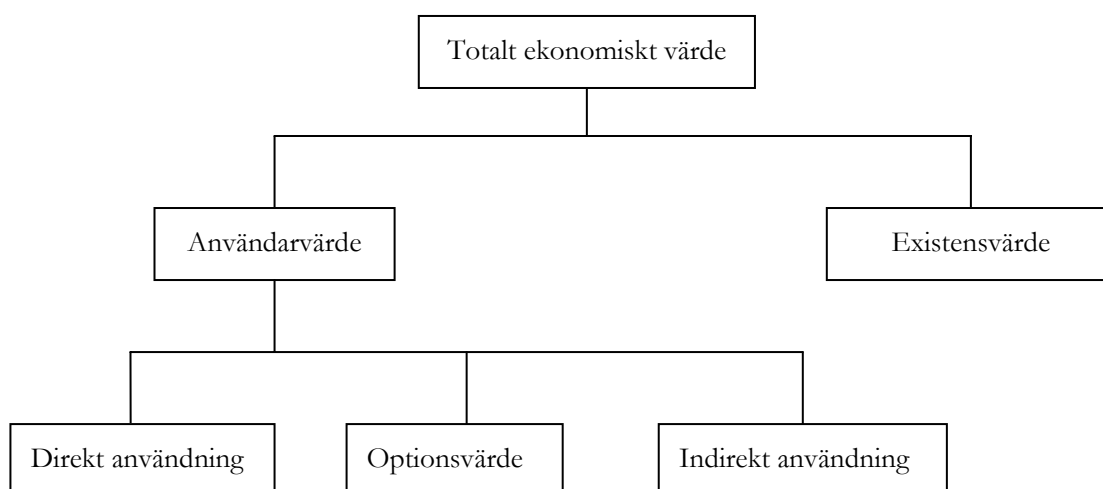 Totalt ekonomiskt värde
Användarvärde
Existensvärde
Direkt användning
Optionsvärde
Indirekt användning